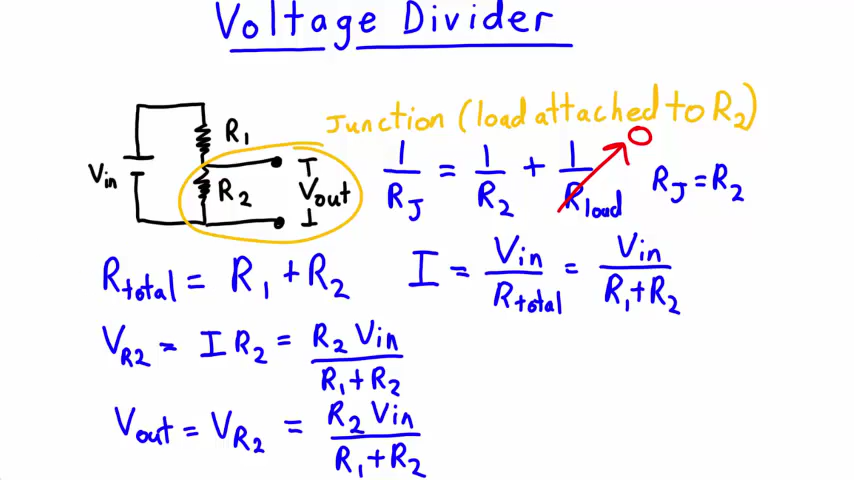 Voltage Divider
Junction (load attached to R2)
Vin
R1
R2
Vout
1/RJ = 1/R2 + 1/Rload 0 RJ = R2
Rtotal = R1 + R2
I = Vin/Rtotal = Vin/(R1+R2)
VR2 = I R2 = R2 Vin/(R1+R2)
Vout = VR2 = R2 Vin/(R1+R2)